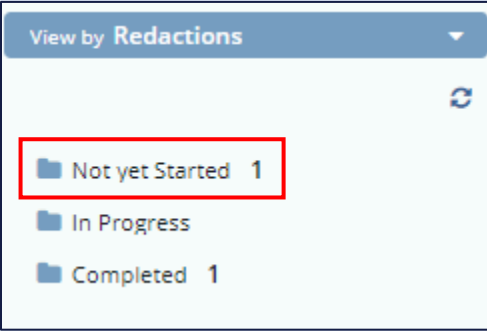 View by Redactions
Not yet Started 1
In Progress
Completed 1